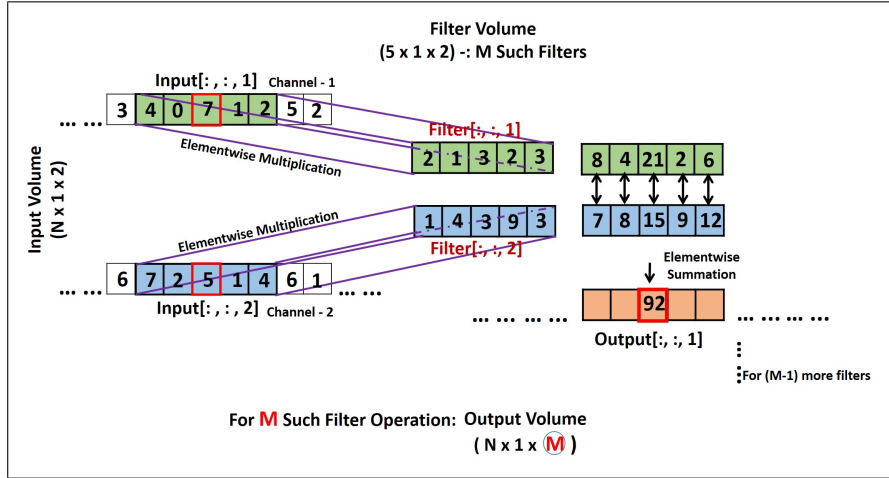 Filter Volume
(5 x 1 x 2) -: M Such Filters
Input[: , : , 1] Channel - 1
... ... 3 4 0 7 1 2 5 2
Filter[:, :, 1]
Elementwise Multiplication
2 1 3 2 3
8 4 21 2 6
Input Volume
(N x 1 x 2)
Elementwise Multiplication
1 4 3 9 3
7 8 15 9 12
Filter[:, :, 2]
Elementwise
Summation
... ... 6 7 2 5 1 4 6 1 ... ...
Input[: , : , 2] Channel - 2
... ... ... 92 ... ... ... ...
Output[:, :, 1]
For (M-1) more filters
For M Such Filter Operation: Output Volume
( N x 1 x M )